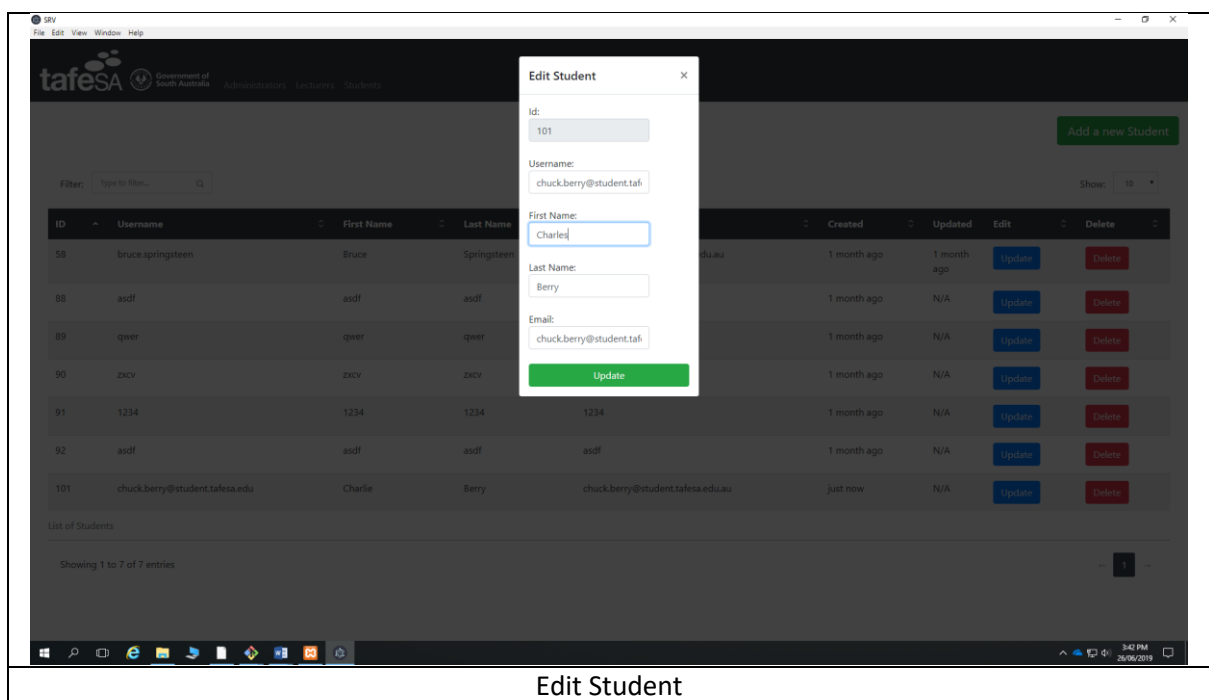 SRV
File Edit View Window Help
tafeSA Government of South Australia Administrators Lecturers Students
Edit Student ×
Id:
101
Add a new Student
Username:
chuck.berry@student.tafe
Filter: Type to filter... Show: 10
First Name:
Charles
ID Username First Name Last Name Created Updated Edit Delete
58 bruce.springsteen Bruce Springsteen edu.au 1 month ago 1 month ago Update Delete
Last Name:
Berry
88 asdf asdf asdf 1 month ago N/A Update Delete
Email:
chuck.berry@student.tafe
89 qwer qwer qwer 1 month ago N/A Update Delete
90 zxcv zxcv zxcv 1 month ago N/A Update Delete
Update
91 1234 1234 1234 1234 1 month ago N/A Update Delete
92 asdf asdf asdf asdf 1 month ago N/A Update Delete
101 chuck.berry@student.tafesa.edu Charlie Berry chuck.berry@student.tafesa.edu.au just now N/A Update Delete
List of Students
Showing 1 to 7 of 7 entries
← 1 →
3:42 PM
26/06/2019
Edit Student